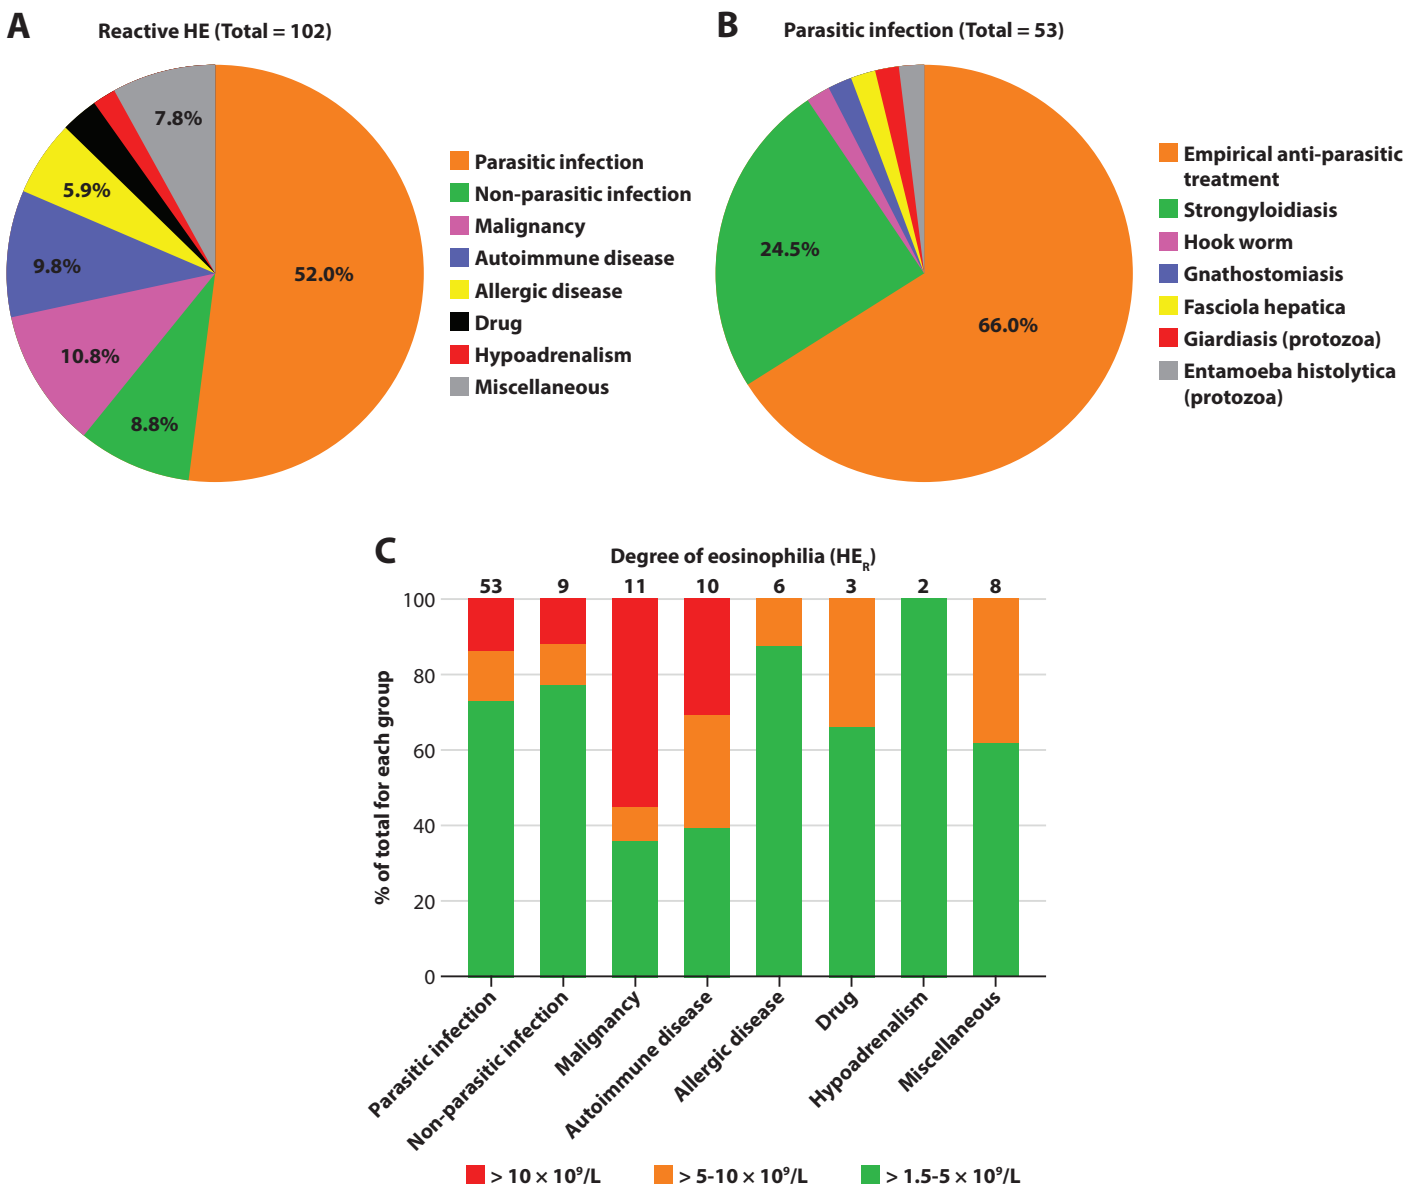 A
Reactive HE (Total = 102)
7.8%
5.9%
9.8%
52.0%
10.8%
8.8%
Parasitic infection
Non-parasitic infection
Malignancy
Autoimmune disease
Allergic disease
Drug
Hypoadrenalism
Miscellaneous
B
Parasitic infection (Total = 53)
24.5%
66.0%
Empirical anti-parasitic
treatment
Strongyloidiasis
Hook worm
Gnathostomiasis
Fasciola hepatica
Giardiasis (protozoa)
Entamoeba histolytica
(protozoa)
C
Degree of eosinophilia (HE_R)
53 9 11 10 6 3 2 8
% of total for each group
100
80
60
40
20
0
Parasitic infection
Non-parasitic infection
Malignancy
Autoimmune disease
Allergic disease
Drug
Hypoadrenalism
Miscellaneous
> 10 × 10⁹/L
> 5-10 × 10⁹/L
> 1.5-5 × 10⁹/L